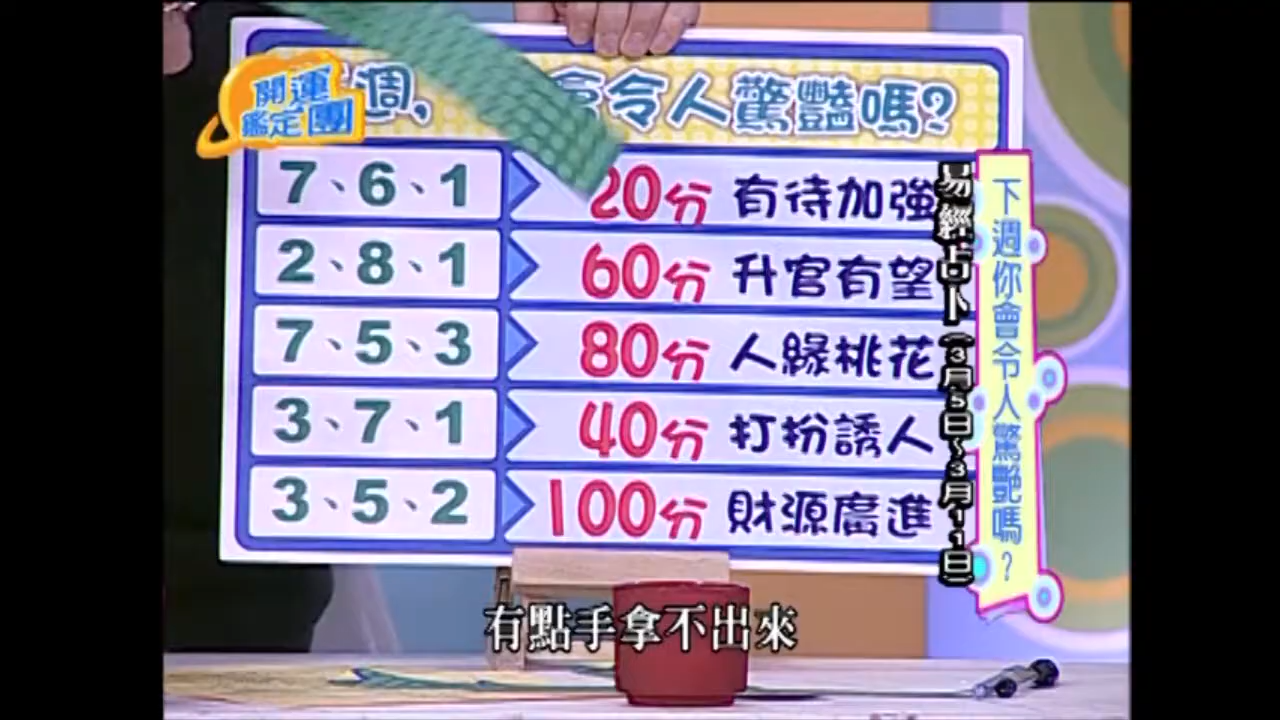 開運
鑑定團
週,會令人驚豔嗎?
7、6、1 20分 有待加強
2、8、1 60分 升官有望
7、5、3 80分 人緣桃花
3、7、1 40分 打扮誘人
3、5、2 100分 財源廣進
易經占卜(3月5日~3月11日)
下週你會令人驚艷嗎?
有點手拿不出來